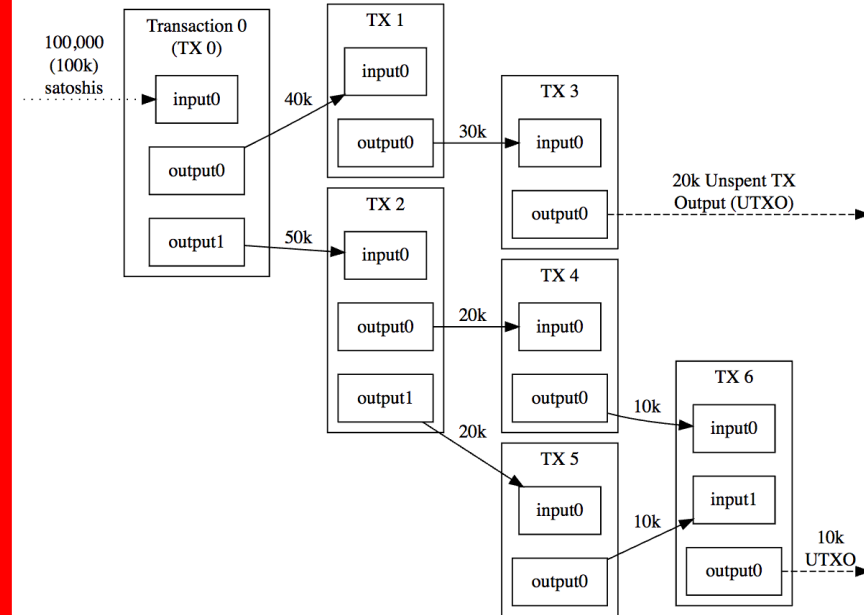 100,000
(100k)
satoshis
Transaction 0
(TX 0)
input0
output0
output1
40k
50k
TX 1
input0
output0
30k
TX 2
input0
output0
output1
20k
20k
TX 3
input0
output0
20k Unspent TX
Output (UTXO)
TX 4
input0
output0
10k
TX 5
input0
output0
10k
TX 6
input0
input1
output0
10k
UTXO